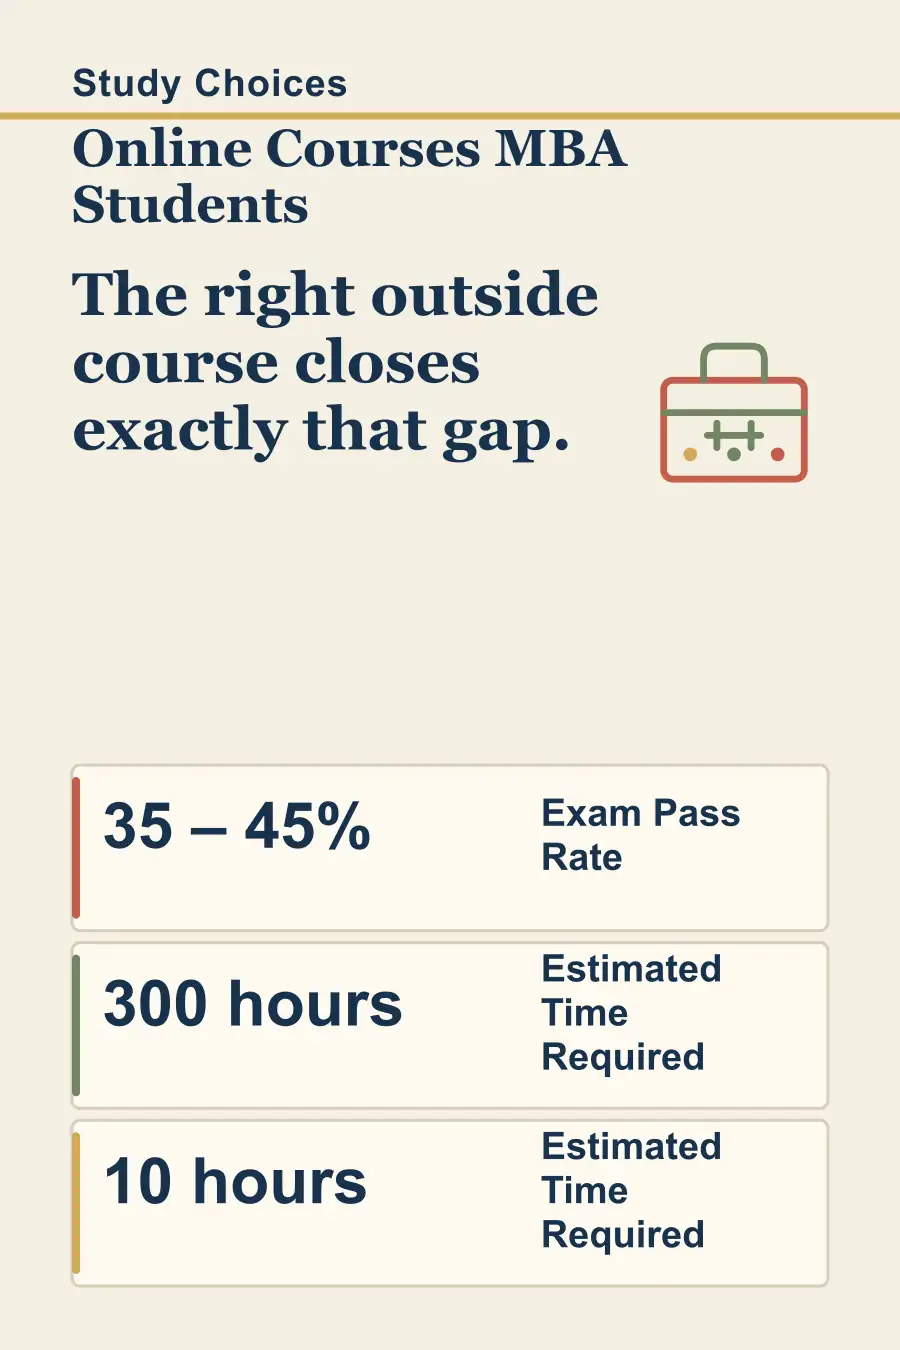 Study Choices
Online Courses MBA
Students
The right outside
course closes
exactly that gap.
35 – 45%
Exam Pass
Rate
300 hours
Estimated
Time
Required
10 hours
Estimated
Time
Required